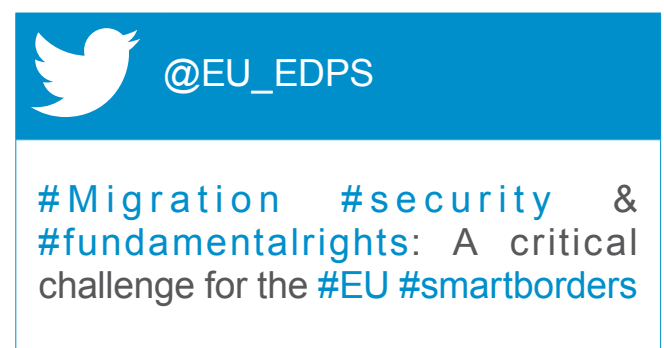 @EU_EDPS
#Migration #security &
#fundamentalrights: A critical
challenge for the #EU #smartborders